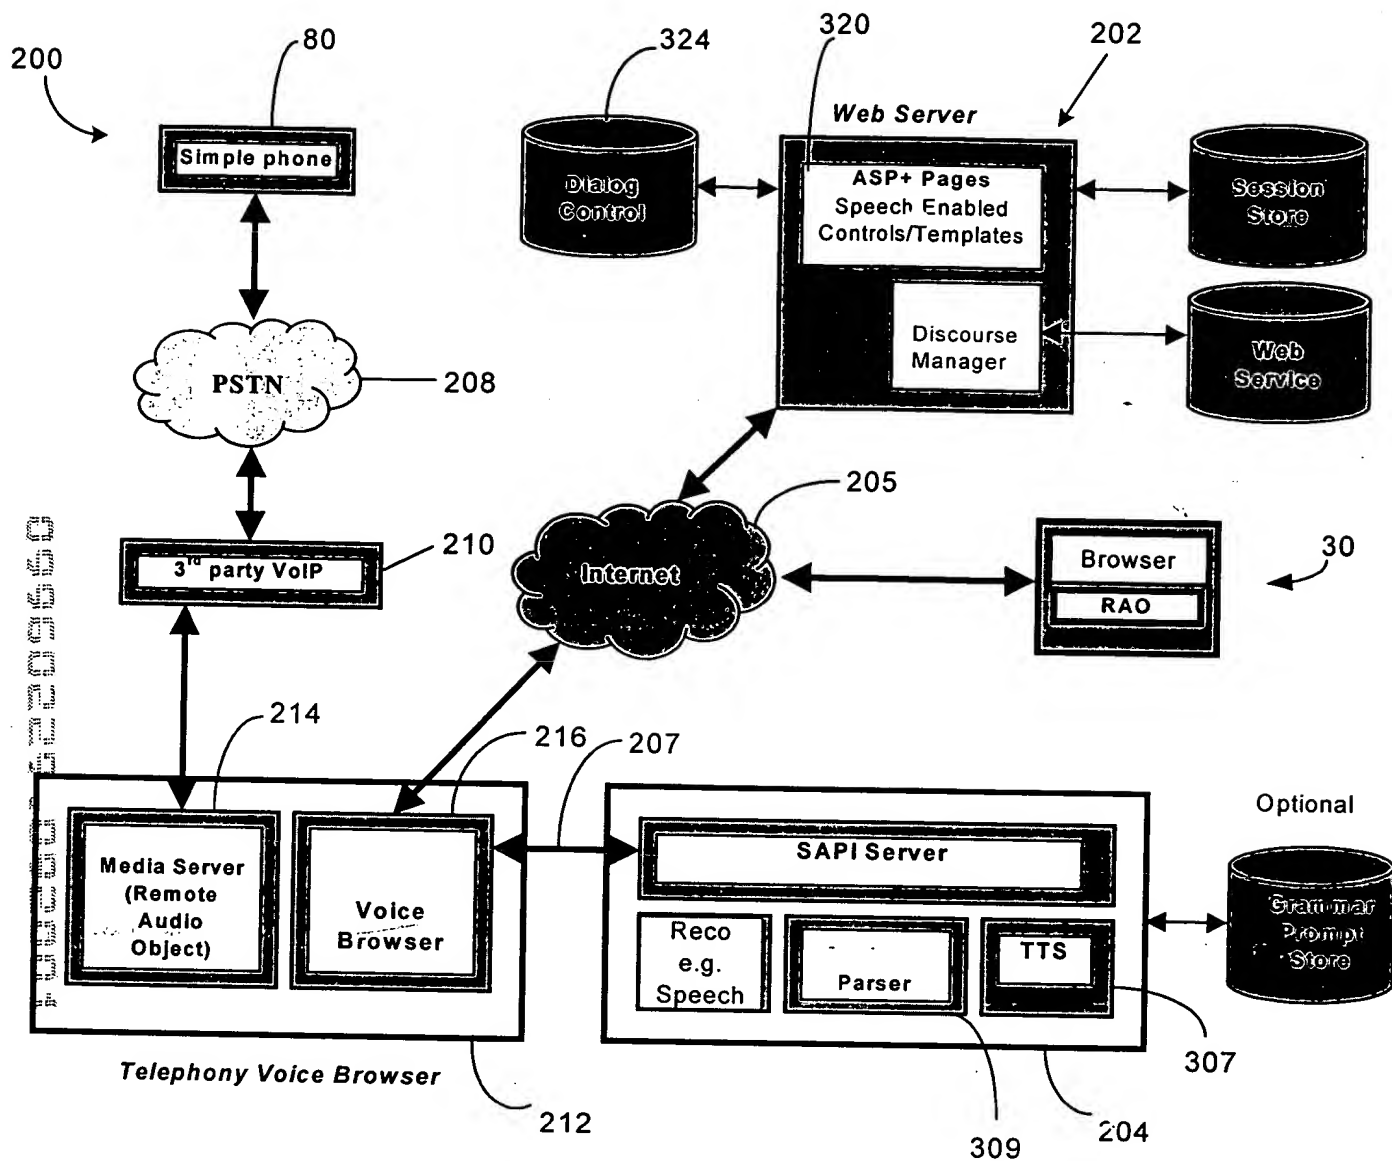 200
80
324
320
202
Simple phone
Dialog
Control
Web Server
ASP+ Pages
Speech Enabled
Controls/Templates
Discourse
Manager
Session
Store
Web
Service
PSTN
208
205
3rd party VoIP
210
Internet
Browser
RAO
30
214
216
207
Media Server
(Remote
Audio
Object)
Voice
Browser
SAPI Server
Reco
e.g.
Speech
Parser
TTS
Optional
Grammar
Prompt
Store
Telephony Voice Browser
212
309
204
307